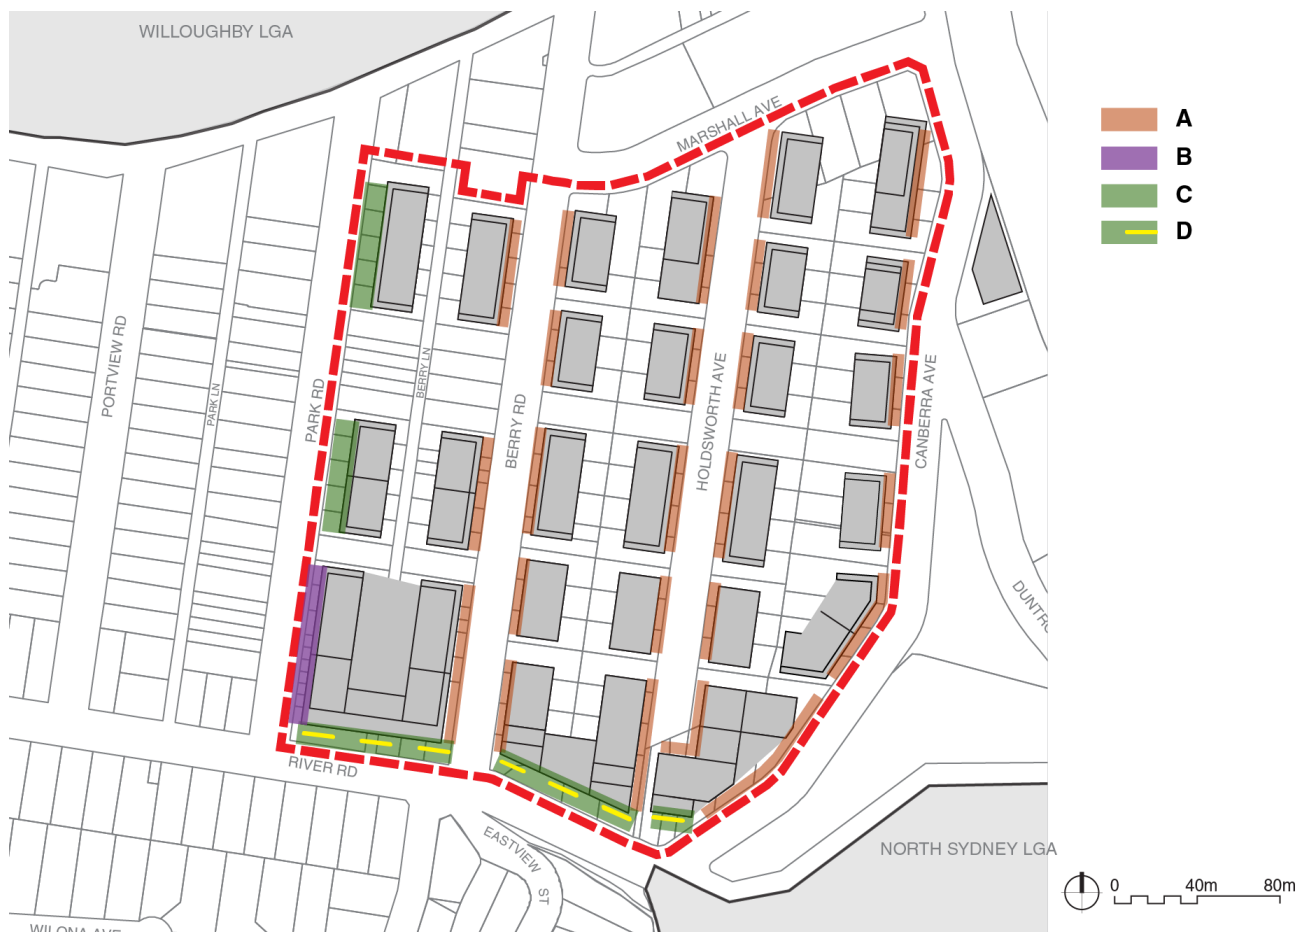 WILLOUGHBY LGA
MARSHALL AVE
A
B
C
D
PORTVIEW RD
PARK LN
PARK RD
BERRY LN
BERRY RD
HOLDSWORTH AVE
CANBERRA AVE
RIVER RD
EASTVIEW ST
NORTH SYDNEY LGA
0 40m 80m